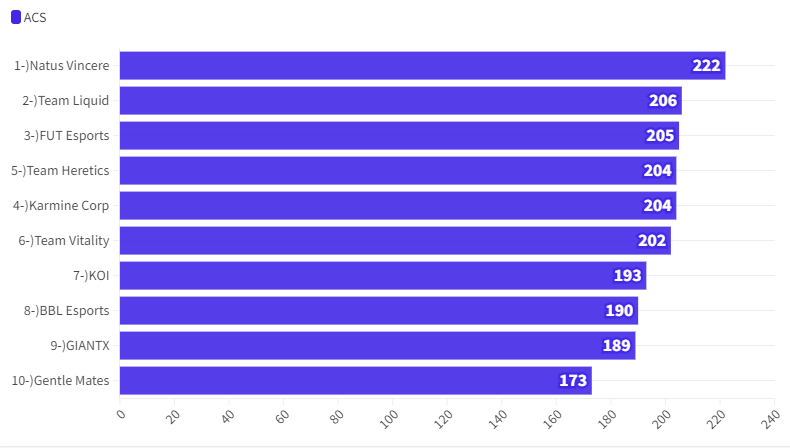 ACS
1-)Natus Vincere 222
2-)Team Liquid 206
3-)FUT Esports 205
5-)Team Heretics 204
4-)Karmine Corp 204
6-)Team Vitality 202
7-)KOI 193
8-)BBL Esports 190
9-)GIANTX 189
10-)Gentle Mates 173
0 20 40 60 80 100 120 140 160 180 200 220 240